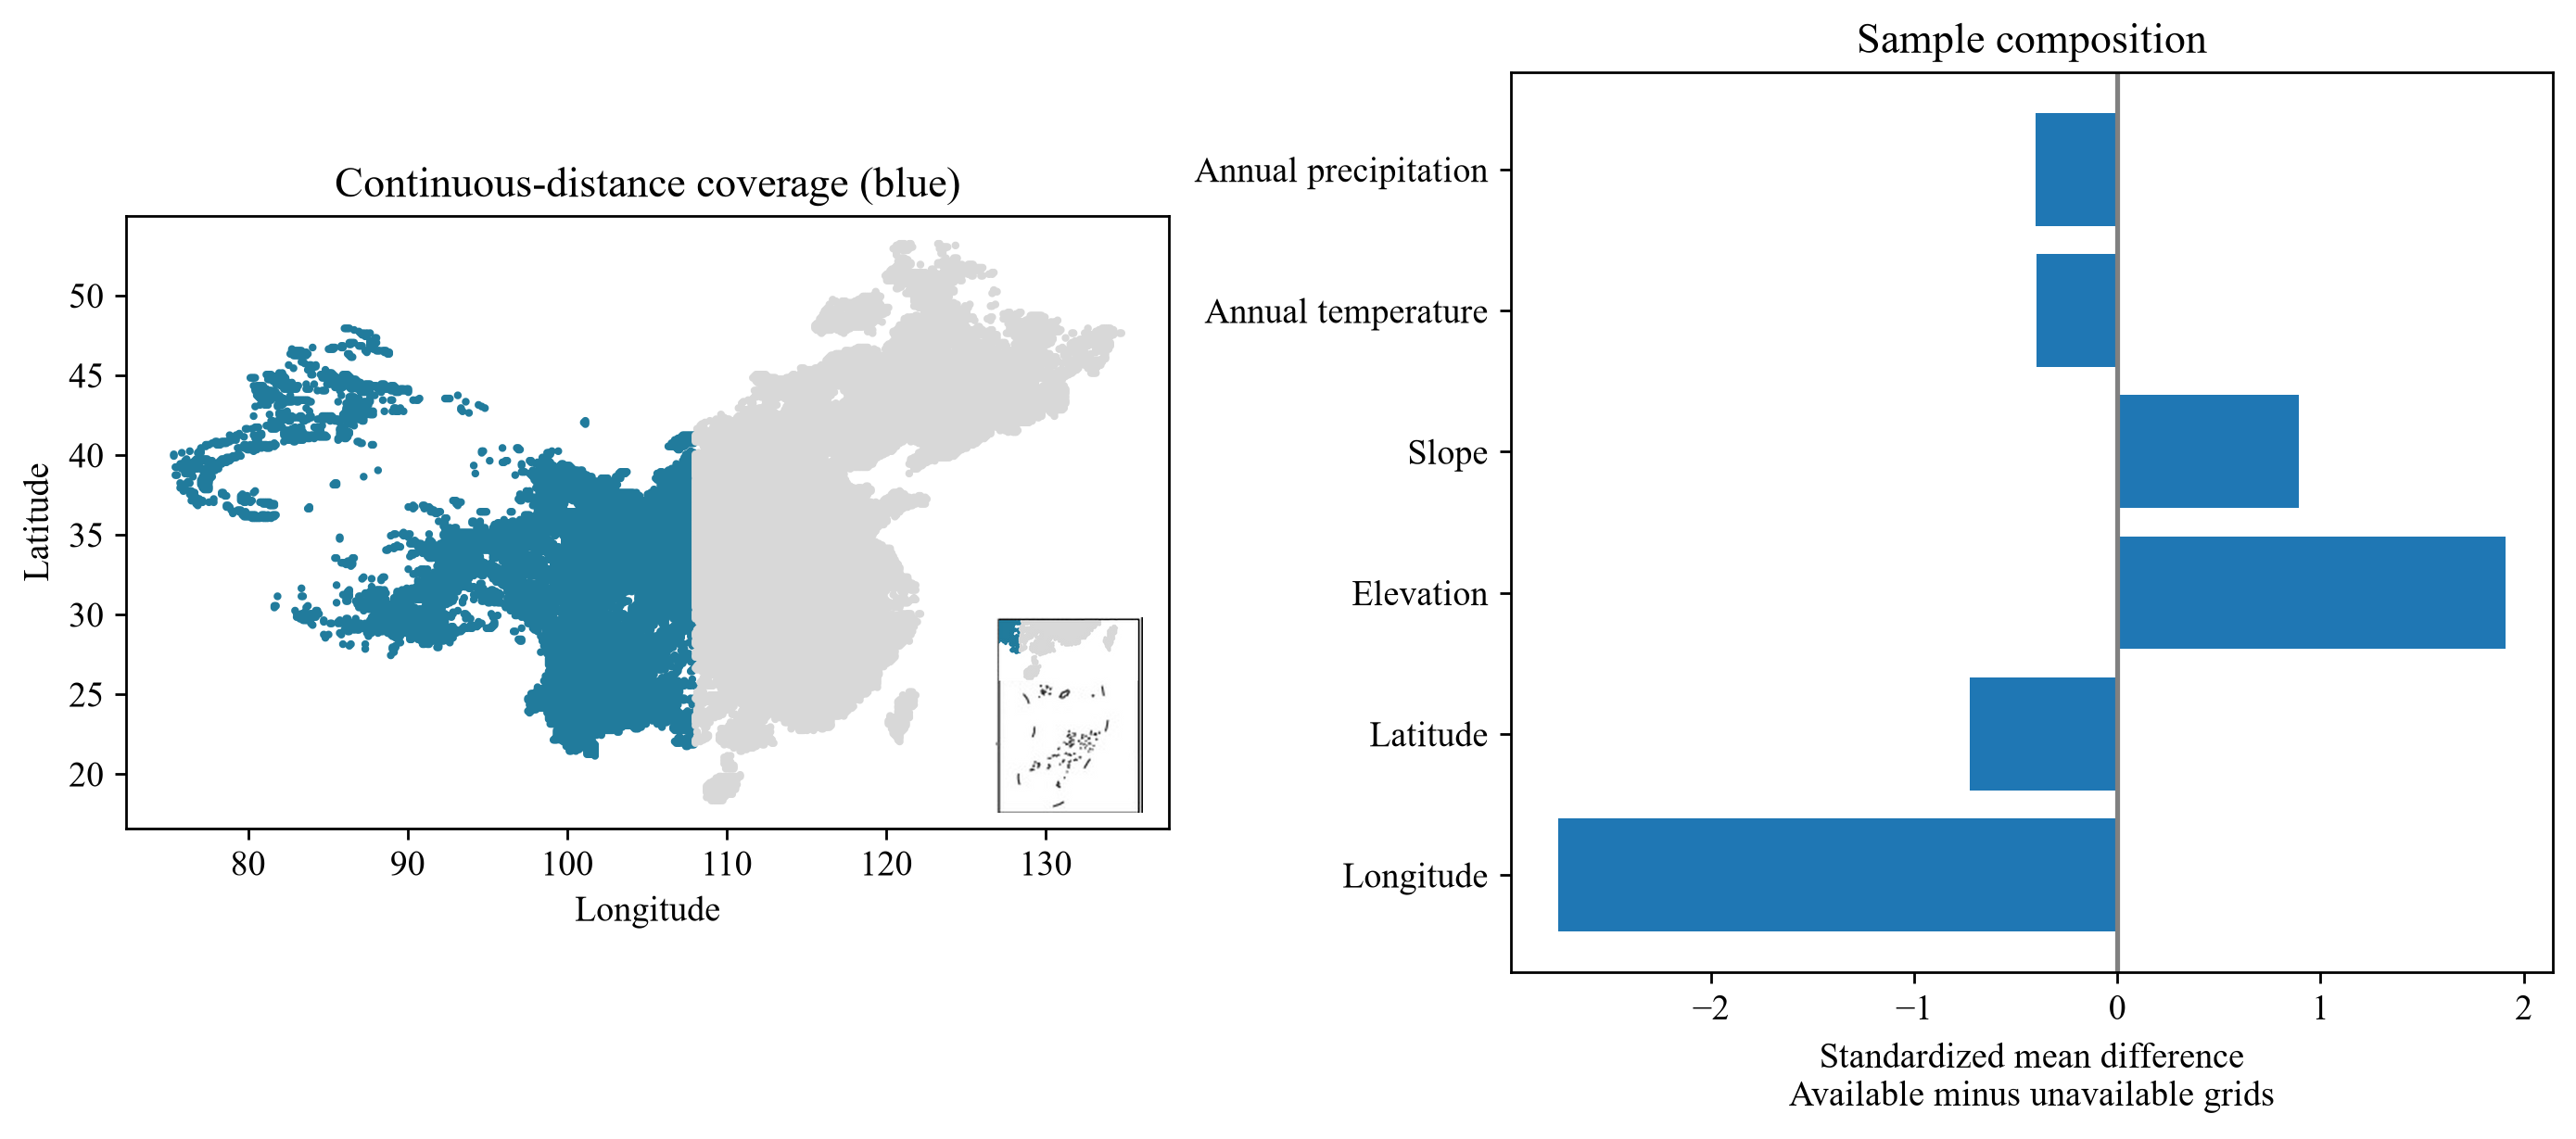 Continuous-distance coverage (blue)
Latitude
50
45
40
35
30
25
20
80 90 100 110 120 130
Longitude
Sample composition
Annual precipitation
Annual temperature
Slope
Elevation
Latitude
Longitude
−2 −1 0 1 2
Standardized mean difference
Available minus unavailable grids